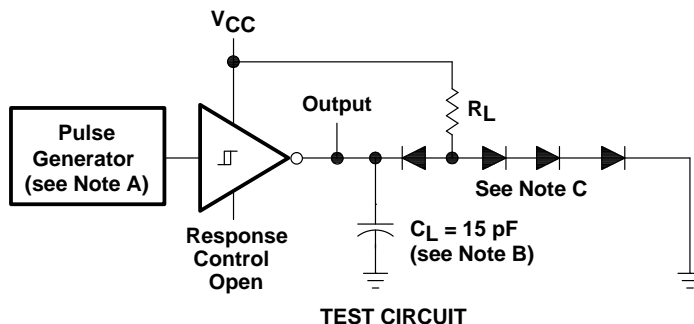 VCC
Output
RL
Pulse
Generator
(see Note A)
See Note C
CL = 15 pF
(see Note B)
Response
Control
Open
TEST CIRCUIT